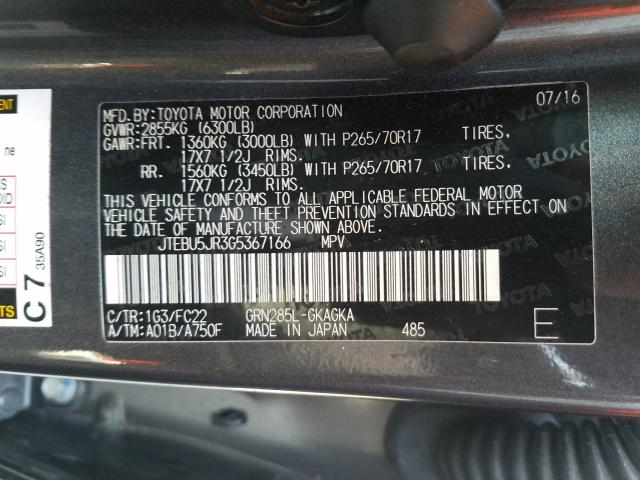 07/16
MFD.BY:TOYOTA MOTOR CORPORATION
GVWR:2855KG (6300LB)
GAWR:FRT. 1360KG (3000LB) WITH P265/70R17 TIRES.
17X7 1/2J RIMS.
RR. 1560KG (3450LB) WITH P265/70R17 TIRES.
17X7 1/2J RIMS.
THIS VEHICLE CONFORMS TO ALL APPLICABLE FEDERAL MOTOR
VEHICLE SAFETY AND THEFT PREVENTION STANDARDS IN EFFECT ON
THE DATE OF MANUFACTURE SHOWN ABOVE.
JTEBU5JR3G5367166 MPV
C/TR:1G3/FC22 GRN285L-GKAGKA
A/TM:A01B/A750F MADE IN JAPAN 485 E
C 7 35A90
ne